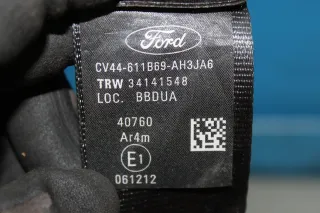 Ford
CV44-611B69-AH3JA6
TRW 34141548
LOC. BBDUA
40760
Ar4m
E1
061212